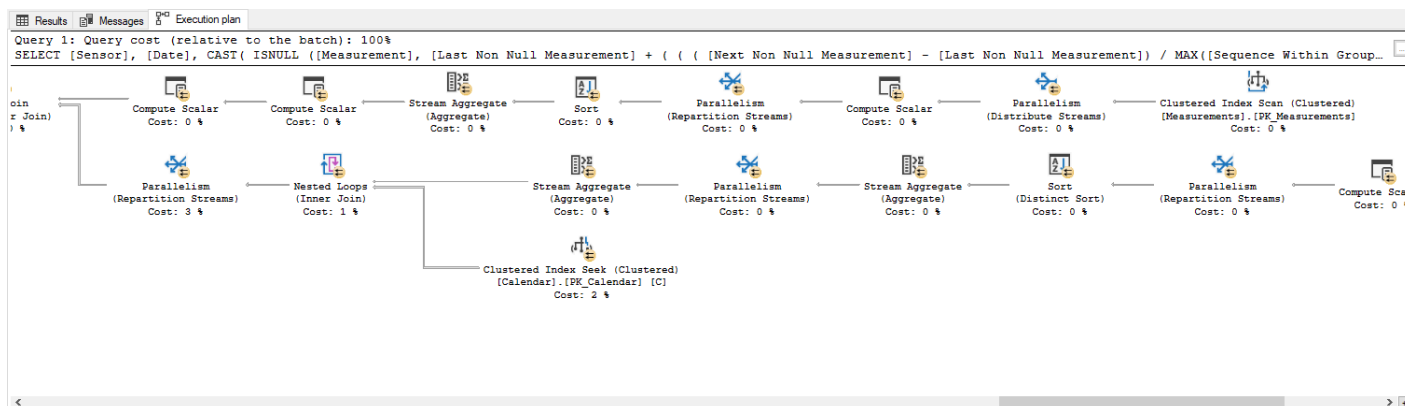 Results Messages Execution plan
Query 1: Query cost (relative to the batch): 100%
SELECT [Sensor], [Date], CAST( ISNULL ([Measurement], [Last Non Null Measurement] + ( ( ( [Next Non Null Measurement] - [Last Non Null Measurement]) / MAX([Sequence Within Group...
Compute Scalar
Cost: 0 %
Compute Scalar
Cost: 0 %
Stream Aggregate
(Aggregate)
Cost: 0 %
Sort
Cost: 0 %
Parallelism
(Repartition Streams)
Cost: 0 %
Compute Scalar
Cost: 0 %
Parallelism
(Distribute Streams)
Cost: 0 %
Clustered Index Scan (Clustered)
[Measurements].[PK_Measurements]
Cost: 0 %
oin
r Join)
%
Parallelism
(Repartition Streams)
Cost: 3 %
Nested Loops
(Inner Join)
Cost: 1 %
Stream Aggregate
(Aggregate)
Cost: 0 %
Parallelism
(Repartition Streams)
Cost: 0 %
Stream Aggregate
(Aggregate)
Cost: 0 %
Sort
(Distinct Sort)
Cost: 0 %
Parallelism
(Repartition Streams)
Cost: 0 %
Compute Sca
Cost: 0
Clustered Index Seek (Clustered)
[Calendar].[PK_Calendar] [C]
Cost: 2 %